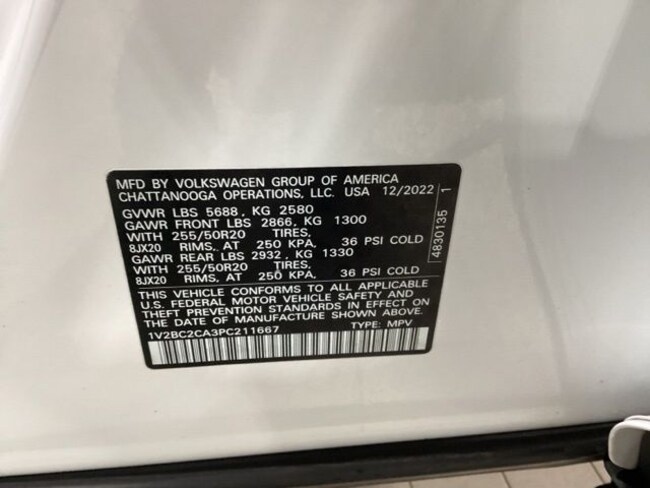 MFD BY VOLKSWAGEN GROUP OF AMERICA
CHATTANOOGA OPERATIONS, LLC. USA 12/2022
GVWR LBS 5688, KG 2580
GAWR FRONT LBS 2866, KG 1300
WITH 255/50R20 TIRES,
8JX20 RIMS, AT 250 KPA, 36 PSI COLD
GAWR REAR LBS 2932, KG 1330
WITH 255/50R20 TIRES,
8JX20 RIMS, AT 250 KPA, 36 PSI COLD
THIS VEHICLE CONFORMS TO ALL APPLICABLE
U.S. FEDERAL MOTOR VEHICLE SAFETY AND
THEFT PREVENTION STANDARDS IN EFFECT ON
THE DATE OF MANUFACTURE SHOWN ABOVE.
1V2BC2CA3PC211667 TYPE: MPV
4830135 1